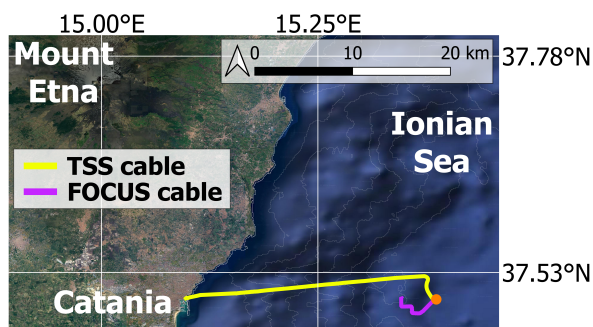 15.00°E 15.25°E
Mount
Etna
0 10 20 km
37.78°N
Ionian
Sea
TSS cable
FOCUS cable
37.53°N
Catania